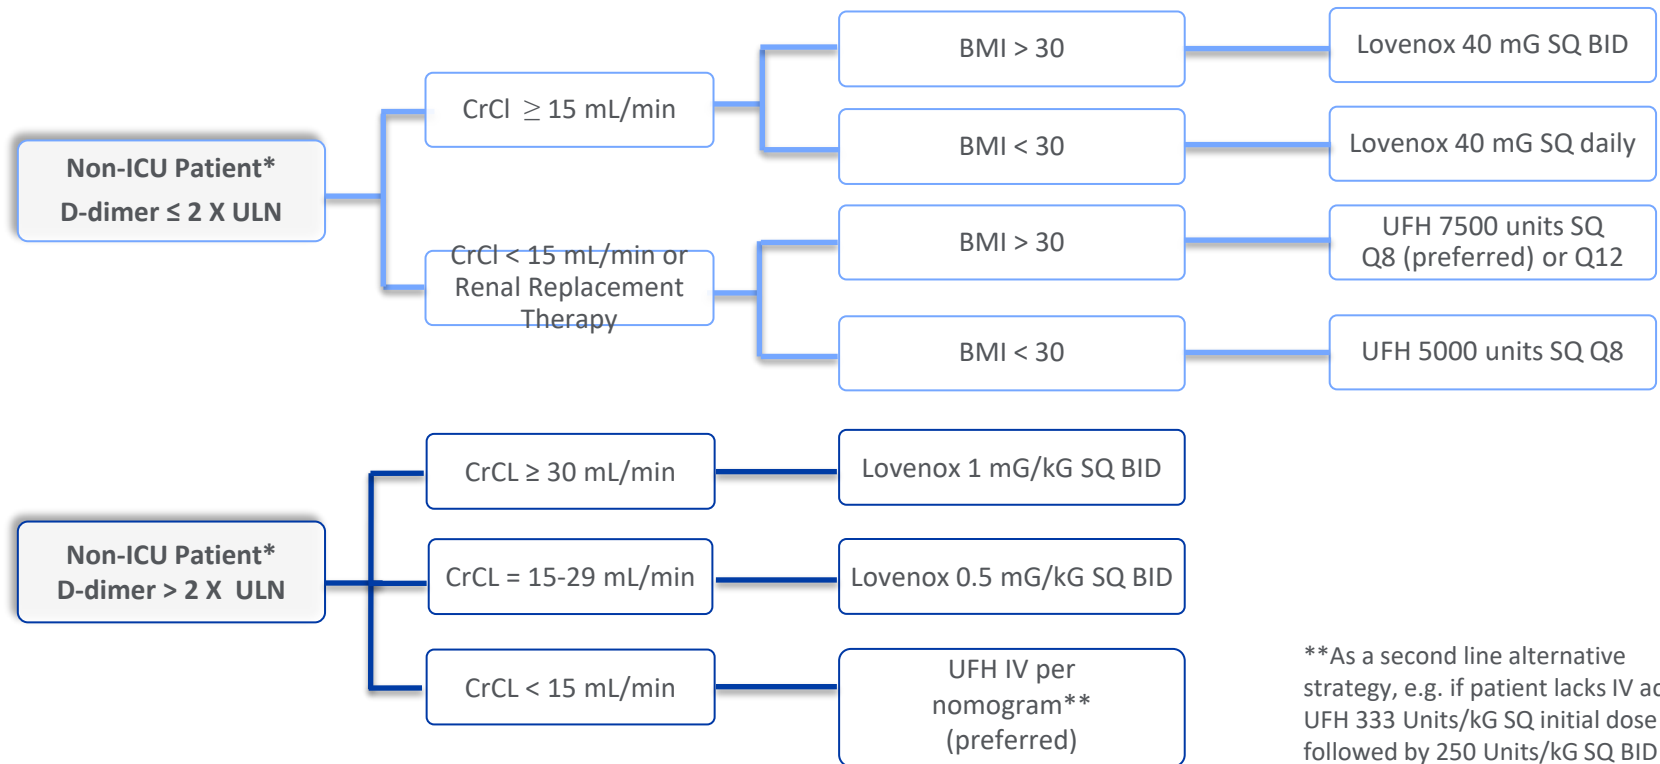 Non-ICU Patient*
D-dimer ≤ 2 X ULN
CrCl ≥ 15 mL/min
BMI > 30
Lovenox 40 mG SQ BID
BMI < 30
Lovenox 40 mG SQ daily
CrCl < 15 mL/min or
Renal Replacement
Therapy
BMI > 30
UFH 7500 units SQ
Q8 (preferred) or Q12
BMI < 30
UFH 5000 units SQ Q8
Non-ICU Patient*
D-dimer > 2 X ULN
CrCL ≥ 30 mL/min
Lovenox 1 mG/kG SQ BID
CrCL = 15-29 mL/min
Lovenox 0.5 mG/kG SQ BID
CrCL < 15 mL/min
UFH IV per
nomogram**
(preferred)
**As a second line alternative
strategy, e.g. if patient lacks IV
UFH 333 Units/kG SQ initial dose
followed by 250 Units/kG SQ BID